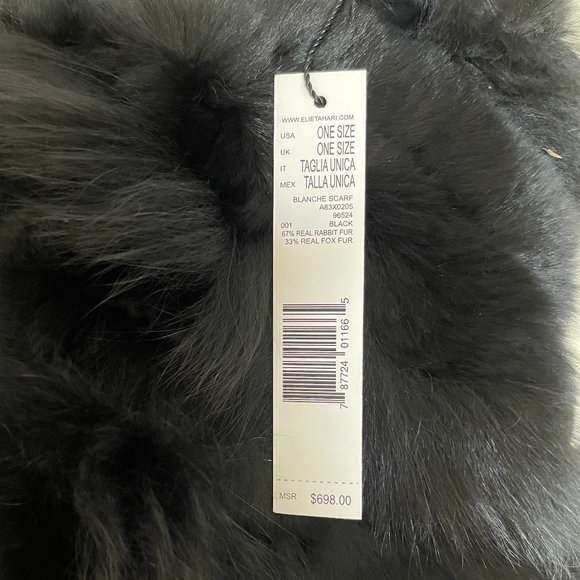 WWW.ELIETAHARI.COM
USA ONE SIZE
UK ONE SIZE
IT TAGLIA UNICA
MEX TALLA UNICA
BLANCHE SCARF
A83X0205
96524
001 BLACK
67% REAL RABBIT FUR
33% REAL FOX FUR
7 87724 01166 5
MSR $698.00